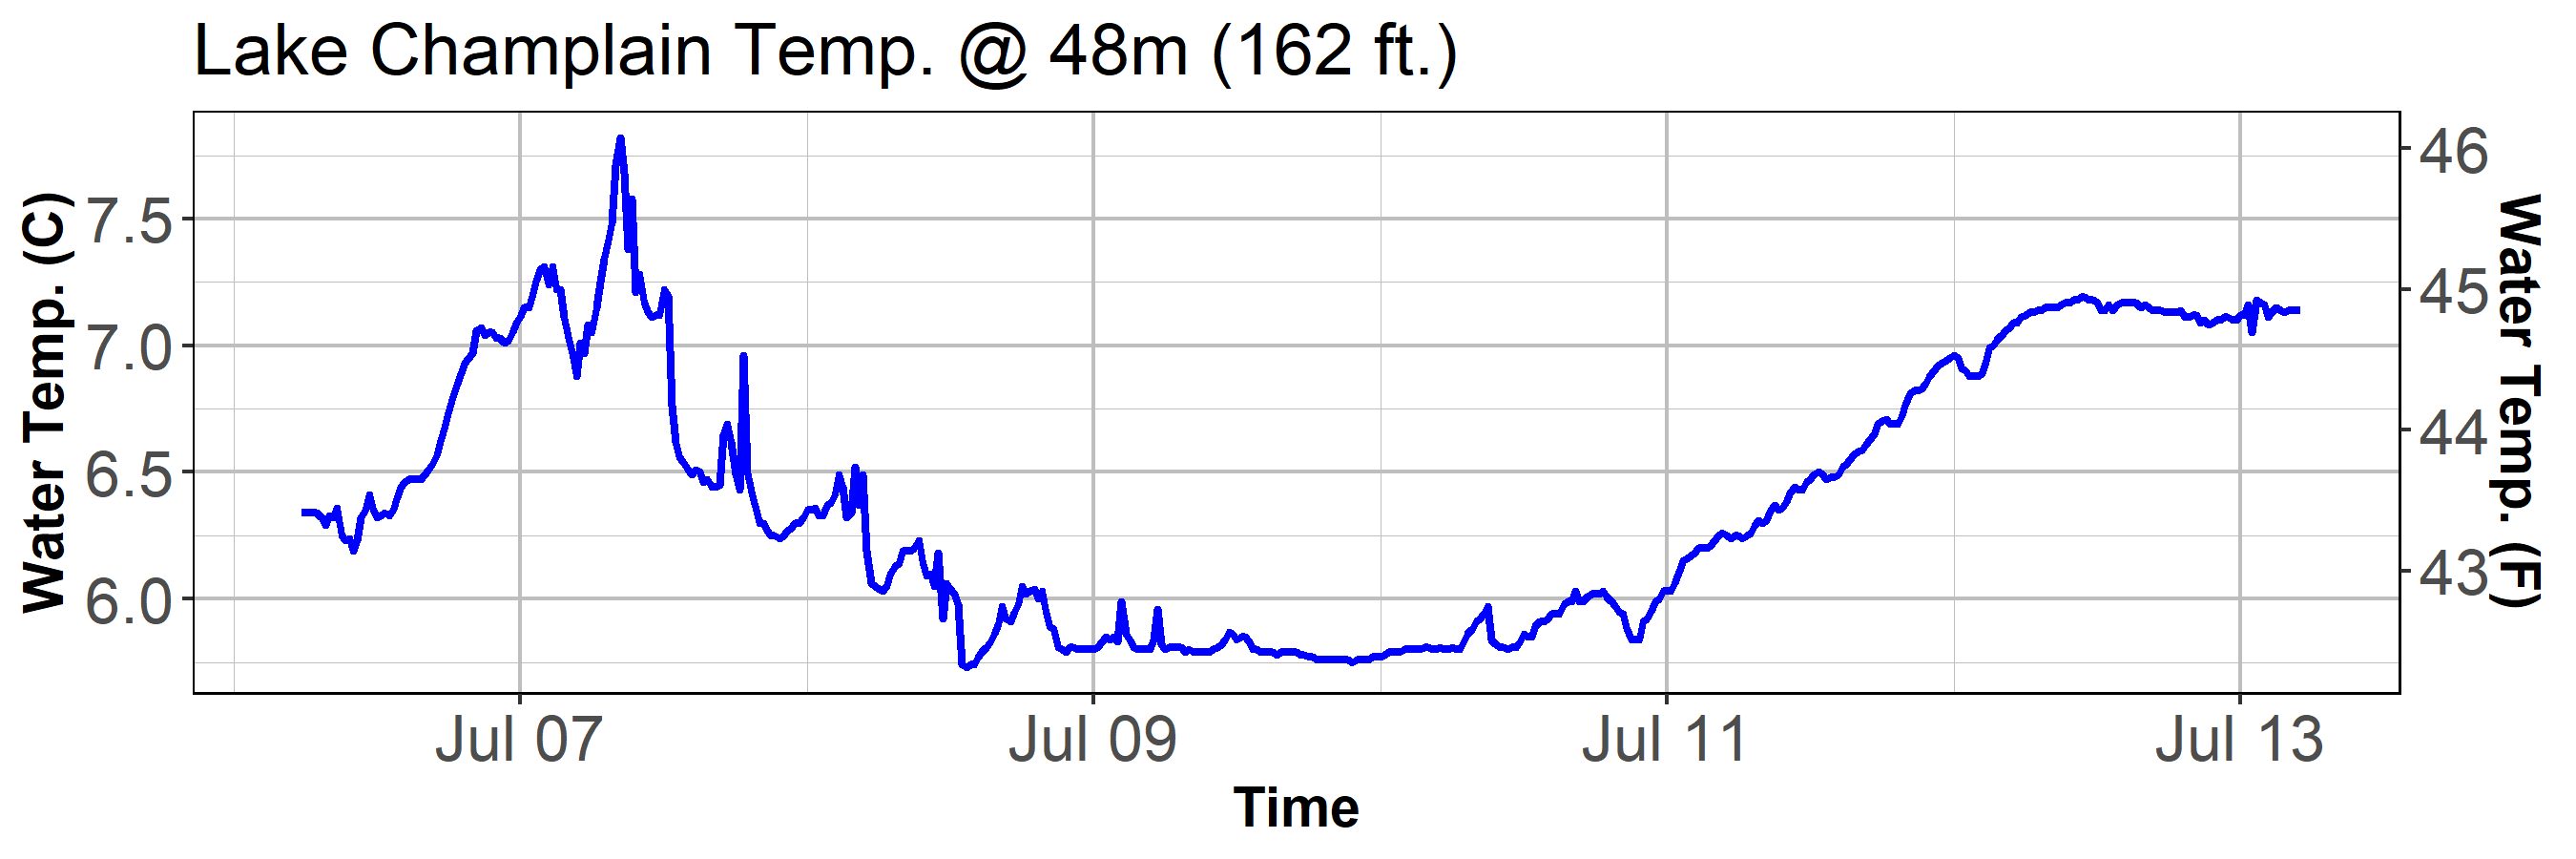 Lake Champlain Temp. @ 48m (162 ft.)
Water Temp. (C)
7.5
7.0
6.5
6.0
46
45
44
43
Water Temp. (F)
Jul 07 Jul 09 Jul 11 Jul 13
Time